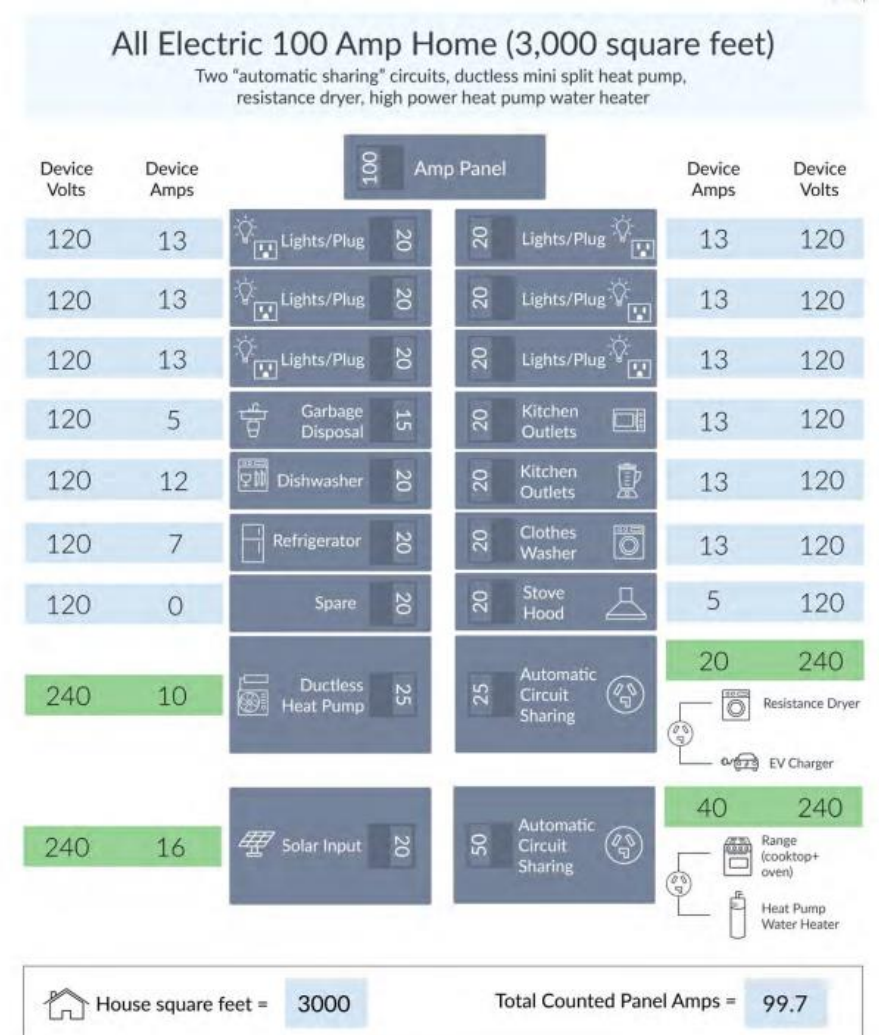 All Electric 100 Amp Home (3,000 square feet)
Two “automatic sharing” circuits, ductless mini split heat pump,
resistance dryer, high power heat pump water heater
Device Volts
Device Amps
100 Amp Panel
Device Amps
Device Volts
120 13 Lights/Plug 20 20 Lights/Plug 13 120
120 13 Lights/Plug 20 20 Lights/Plug 13 120
120 13 Lights/Plug 20 20 Lights/Plug 13 120
120 5 Garbage Disposal 15 20 Kitchen Outlets 13 120
120 12 Dishwasher 20 20 Kitchen Outlets 13 120
120 7 Refrigerator 20 20 Clothes Washer 13 120
120 0 Spare 20 20 Stove Hood 5 120
240 10 Ductless Heat Pump 25 25 Automatic Circuit Sharing 20 240
Resistance Dryer
EV Charger
240 16 Solar Input 20 50 Automatic Circuit Sharing 40 240
Range (cooktop+ oven)
Heat Pump Water Heater
House square feet = 3000 Total Counted Panel Amps = 99.7